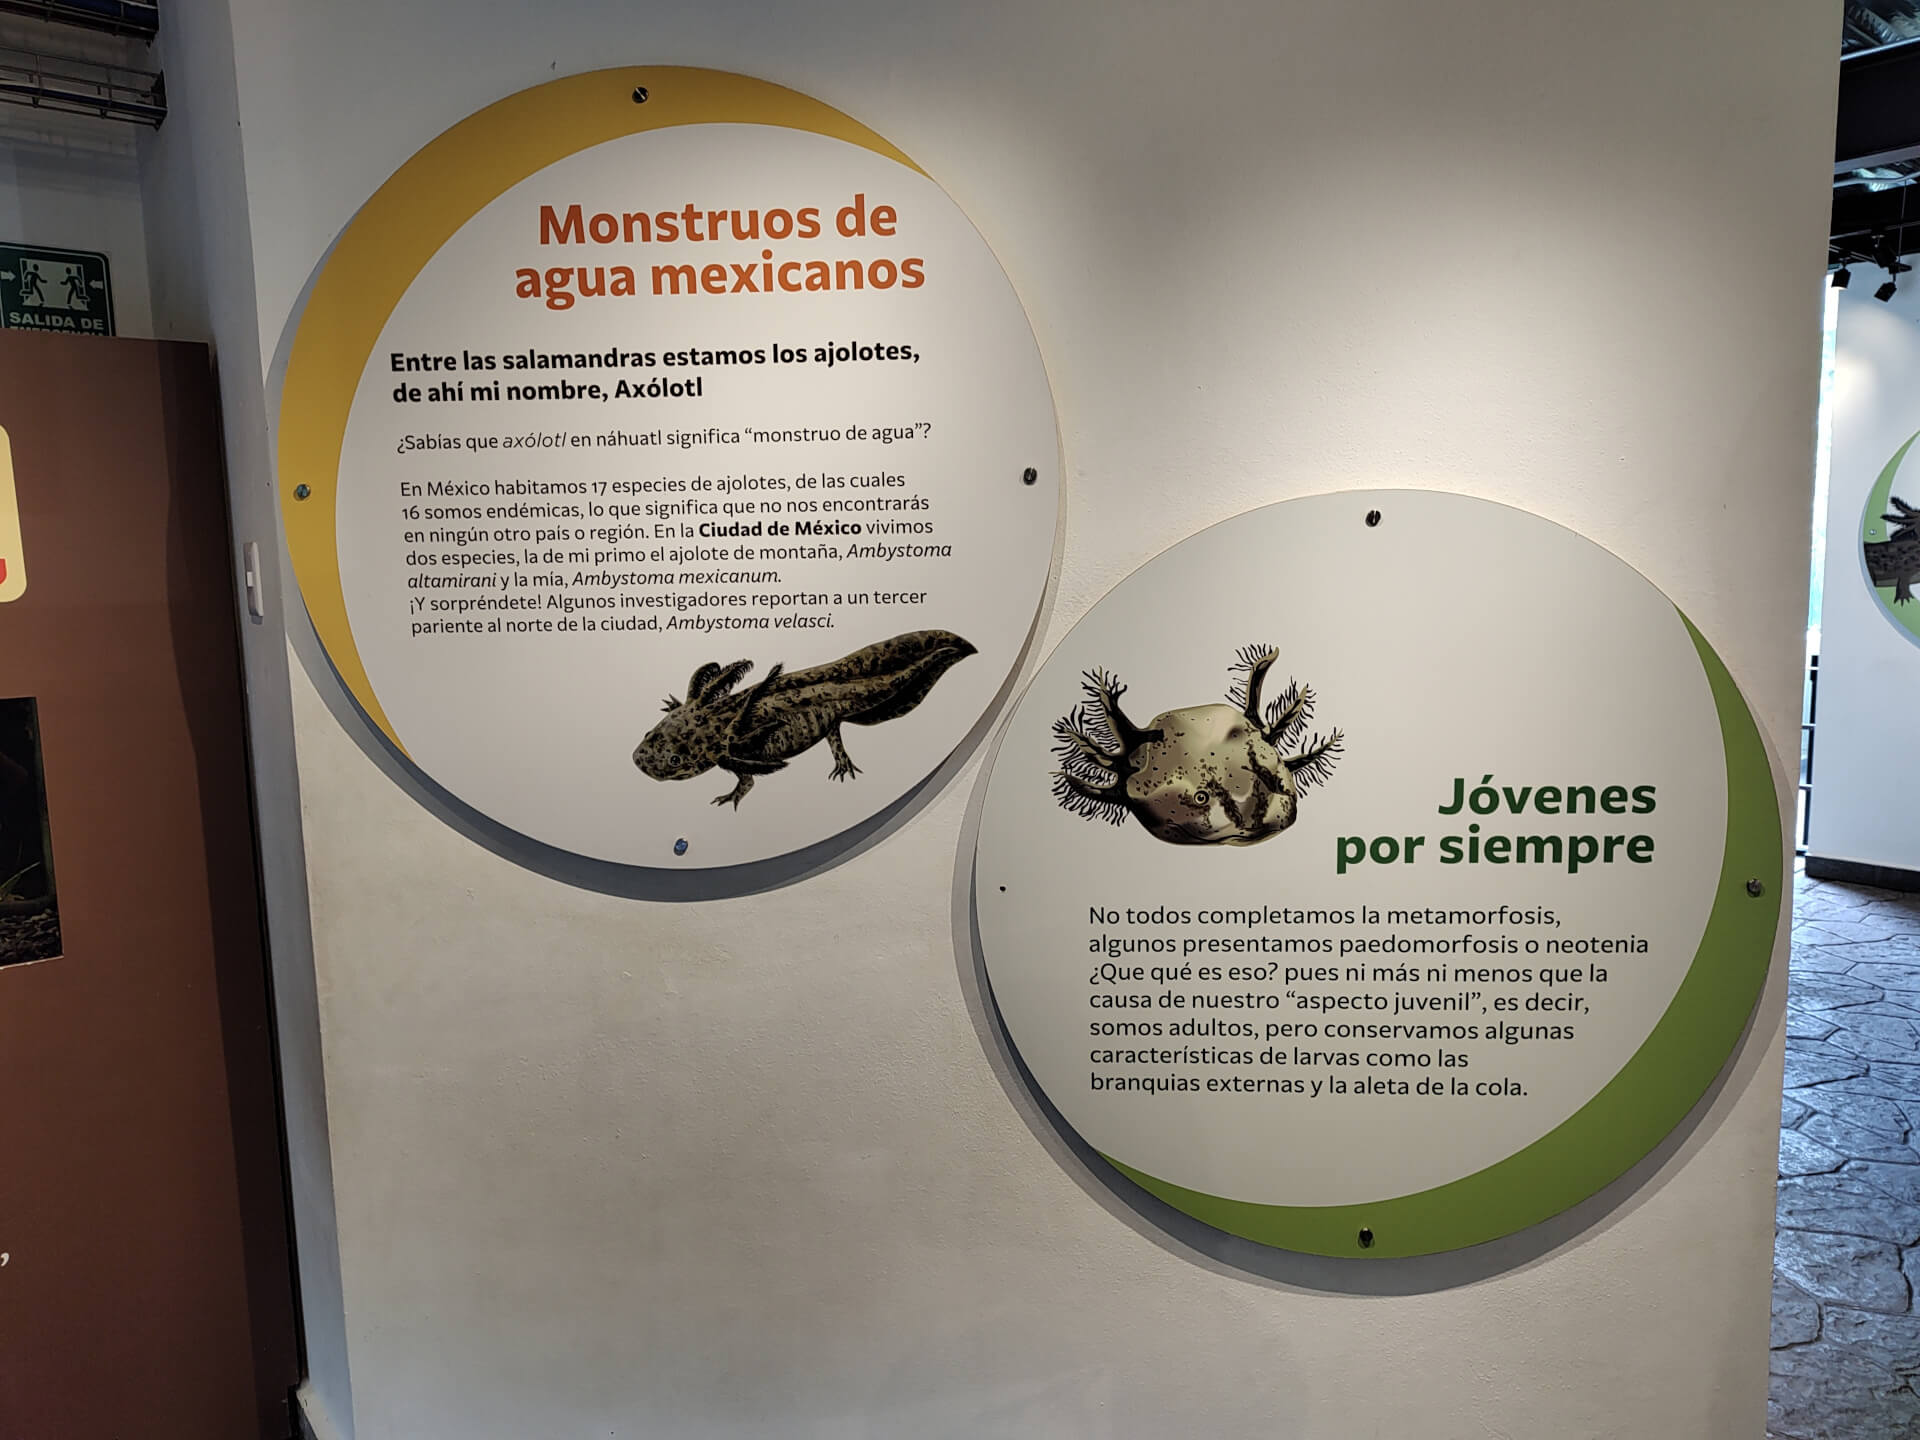 SALIDA DE
Monstruos de
agua mexicanos
Entre las salamandras estamos los ajolotes,
de ahí mi nombre, Axólotl
¿Sabías que axólotl en náhuatl significa “monstruo de agua”?
En México habitamos 17 especies de ajolotes, de las cuales
16 somos endémicas, lo que significa que no nos encontrarás
en ningún otro país o región. En la Ciudad de México vivimos
dos especies, la de mi primo el ajolote de montaña, Ambystoma
altamirani y la mía, Ambystoma mexicanum.
¡Y sorpréndete! Algunos investigadores reportan a un tercer
pariente al norte de la ciudad, Ambystoma velasci.
Jóvenes
por siempre
No todos completamos la metamorfosis,
algunos presentamos paedomorfosis o neotenia
¿Que qué es eso? pues ni más ni menos que la
causa de nuestro “aspecto juvenil”, es decir,
somos adultos, pero conservamos algunas
características de larvas como las
branquias externas y la aleta de la cola.